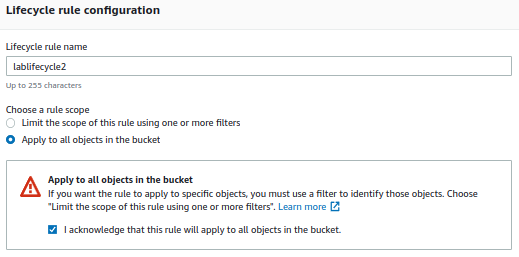 Lifecycle rule configuration
Lifecycle rule name
lablifecycle2
Up to 255 characters
Choose a rule scope
Limit the scope of this rule using one or more filters
Apply to all objects in the bucket
Apply to all objects in the bucket
If you want the rule to apply to specific objects, you must use a filter to identify those objects. Choose
"Limit the scope of this rule using one or more filters". Learn more
I acknowledge that this rule will apply to all objects in the bucket.